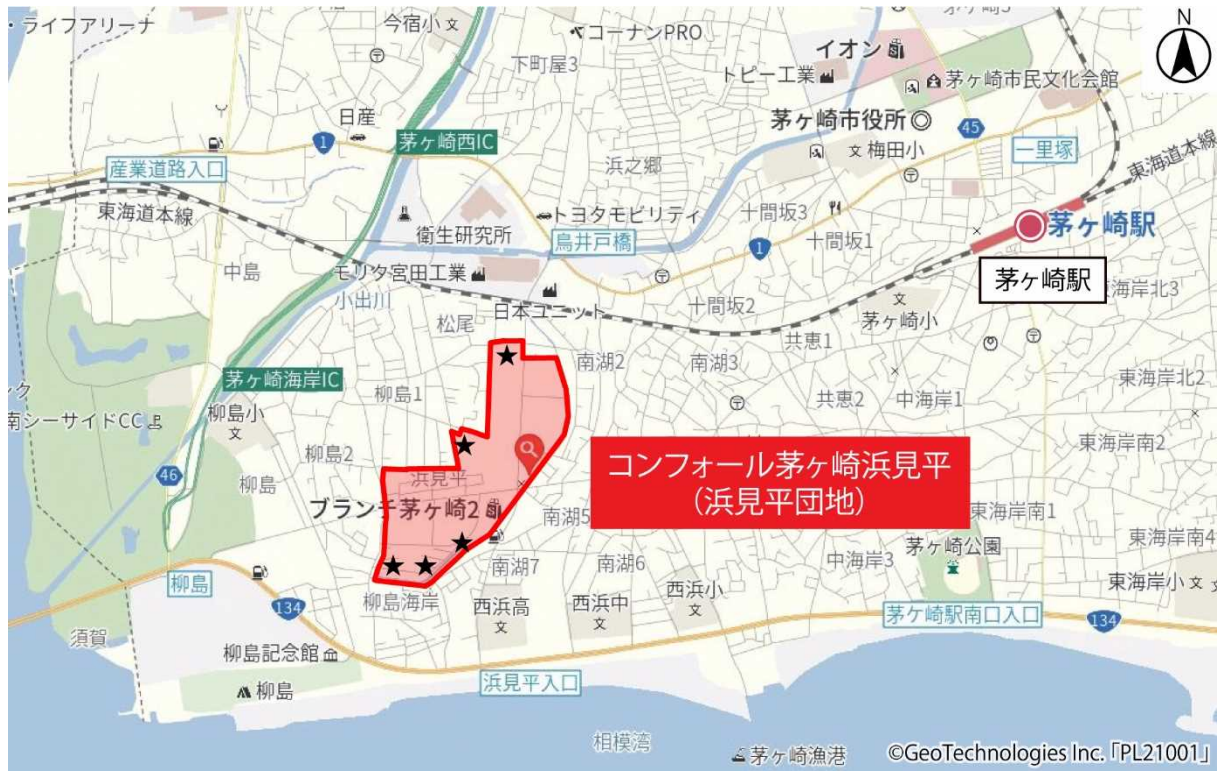 ・ライフアリーナ
今宿小
コーナンPRO
下町屋3
イオン
トピー工業
茅ヶ崎市民文化会館
N
日産
1
茅ヶ崎西IC
茅ヶ崎市役所
45
梅田小
一里塚
産業道路入口
浜之郷
東海道本線
東海道本線
衛生研究所
トヨタモビリティ
鳥井戸橋
十間坂3
十間坂1
1
茅ヶ崎駅
中島
モリタ宮田工業
小出川
茅ヶ崎駅
海岸北3
松尾
日本ユニット
十間坂2
茅ヶ崎小
共恵1
南湖2
南湖3
茅ヶ崎海岸IC
柳島1
東海岸北2
南シーサイドCC
柳島小
共恵2
中海岸1
柳島2
東海岸南2
46
柳島
浜見平
コンフォール茅ヶ崎浜見平
（浜見平団地）
ブランチ茅ヶ崎2
南湖5
東海岸南1
東海岸南4
茅ヶ崎公園
南湖7
南湖6
中海岸3
柳島
134
柳島海岸
西浜高
西浜中
西浜小
東海岸小
茅ケ崎駅南口入口
134
須賀
柳島記念館
柳島
浜見平入口
相模湾
茅ヶ崎漁港
©GeoTechnologies Inc.「PL21001」